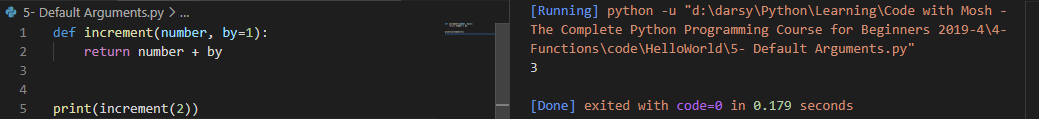 5- Default Arguments.py > ...
1 def increment(number, by=1):
2     return number + by
3
4
5 print(increment(2))
[Running] python -u "d:\darsy\Python\Learning\Code with Mosh -
The Complete Python Programming Course for Beginners 2019-4\4-
Functions\code\HelloWorld\5- Default Arguments.py"
3
[Done] exited with code=0 in 0.179 seconds